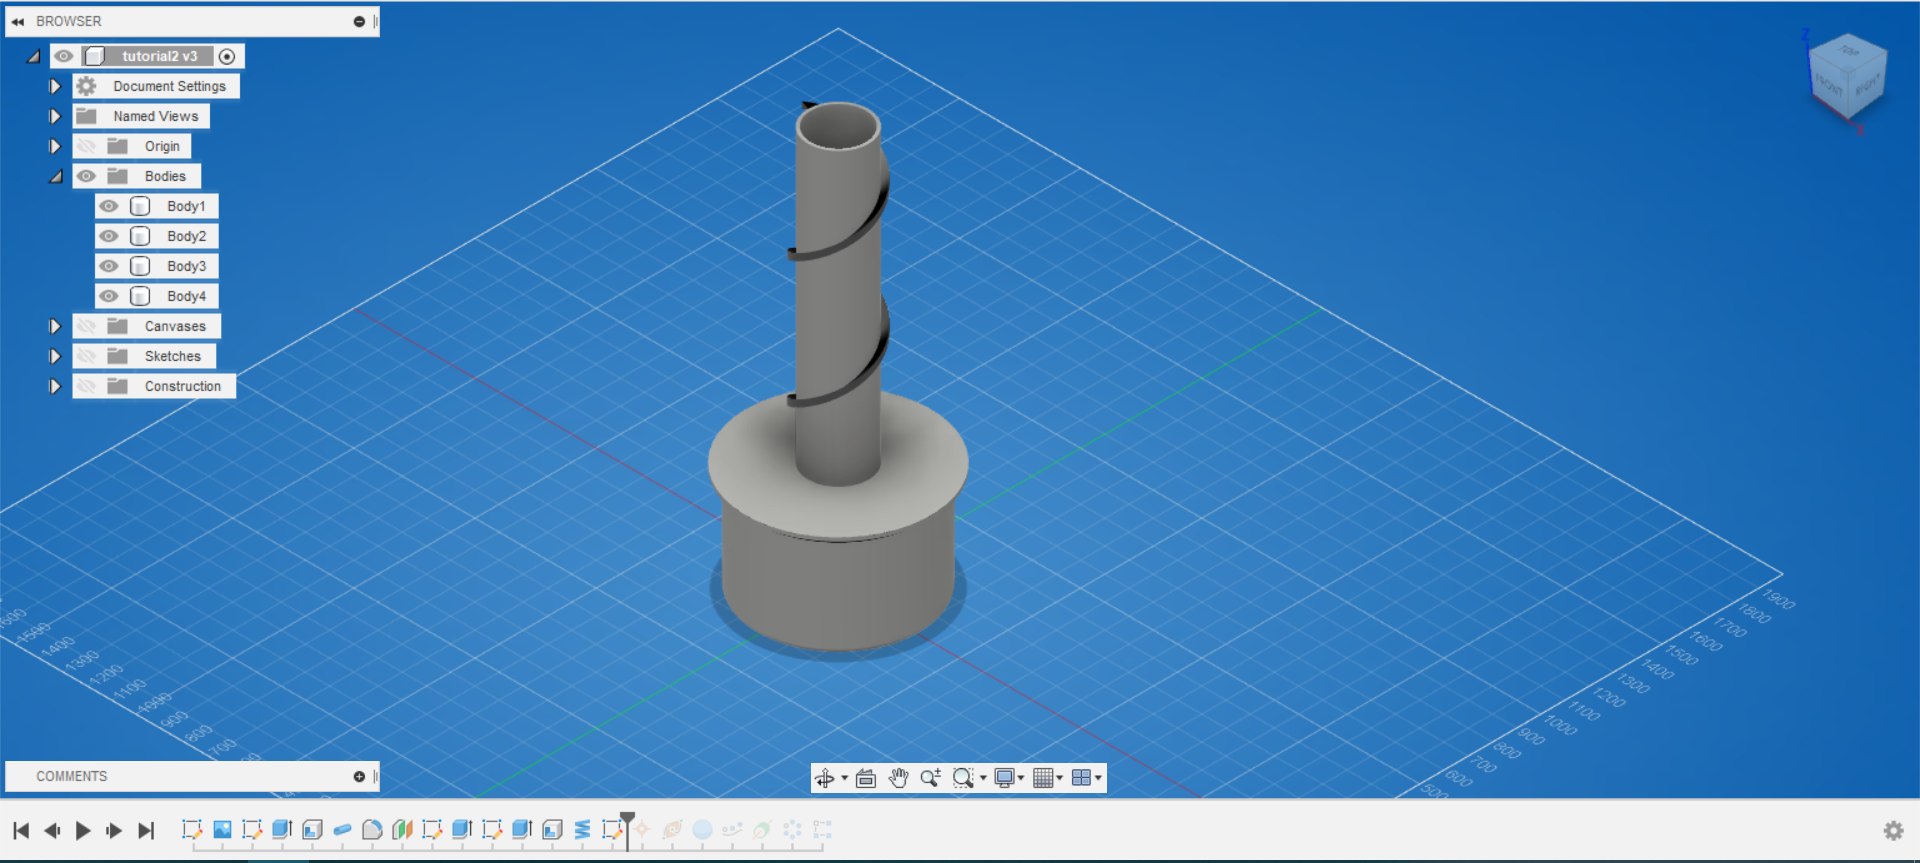 BROWSER
tutorial2 v3
Document Settings
Named Views
Origin
Bodies
Body1
Body2
Body3
Body4
Canvases
Sketches
Construction
Z
TOP
FRONT
RIGHT
X
1900
1800
1700
1600
1500
1400
1300
1200
1100
1000
900
800
700
600
500
1500
1400
1300
1200
1100
1000
900
800
700
COMMENTS